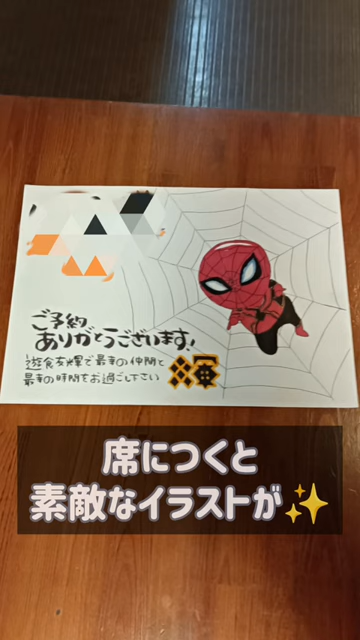 ご予約
ありがとうございます!
遊食友燦で最幸の仲間と
最幸の時間をお過ごし下さい
席につくと
素敵なイラストが✨